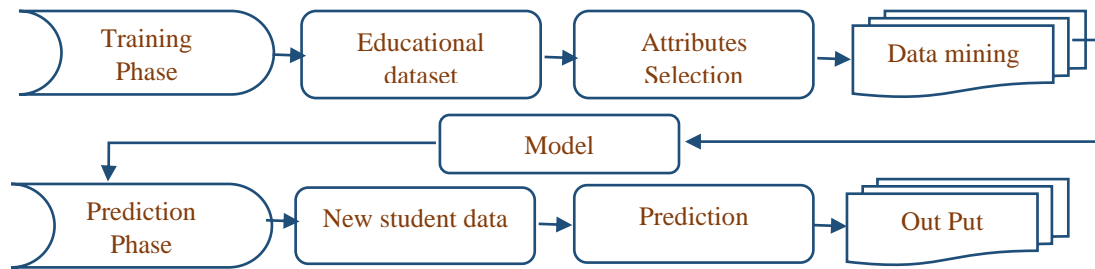 Training
Phase
Educational
dataset
Attributes
Selection
Data mining
Model
Prediction
Phase
New student data
Prediction
Out Put